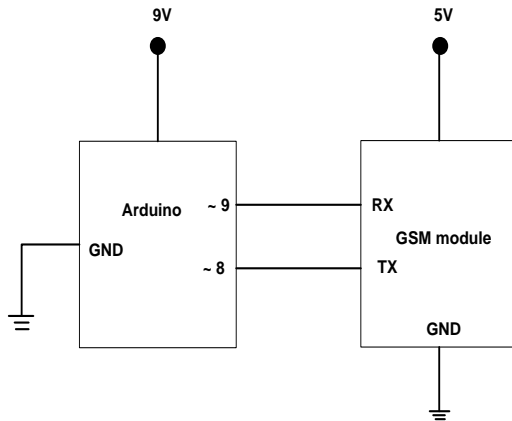 9V
5V
Arduino
~ 9
RX
GSM module
GND
~ 8
TX
GND